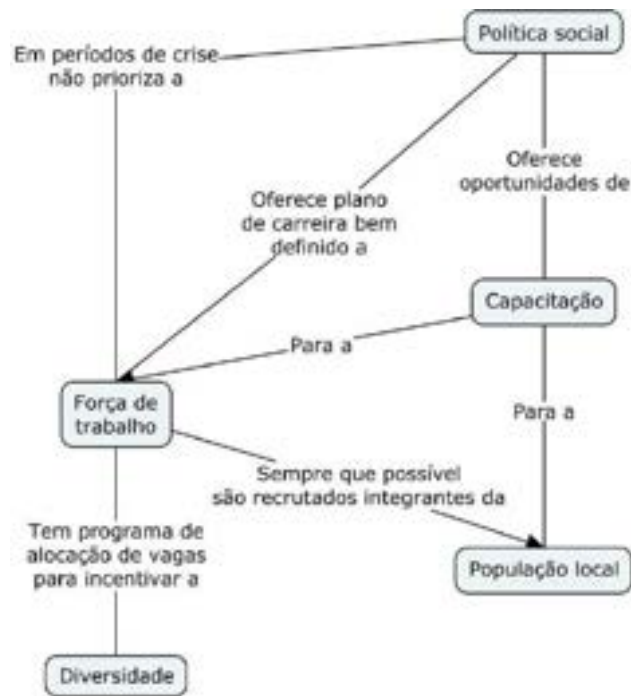 Política social
Em períodos de crise
não prioriza a
Oferece
oportunidades de
Oferece plano
de carreira bem
definido a
Capacitação
Para a
Força de
trabalho
Para a
Sempre que possível
são recrutados integrantes da
Tem programa de
alocação de vagas
para incentivar a
População local
Diversidade